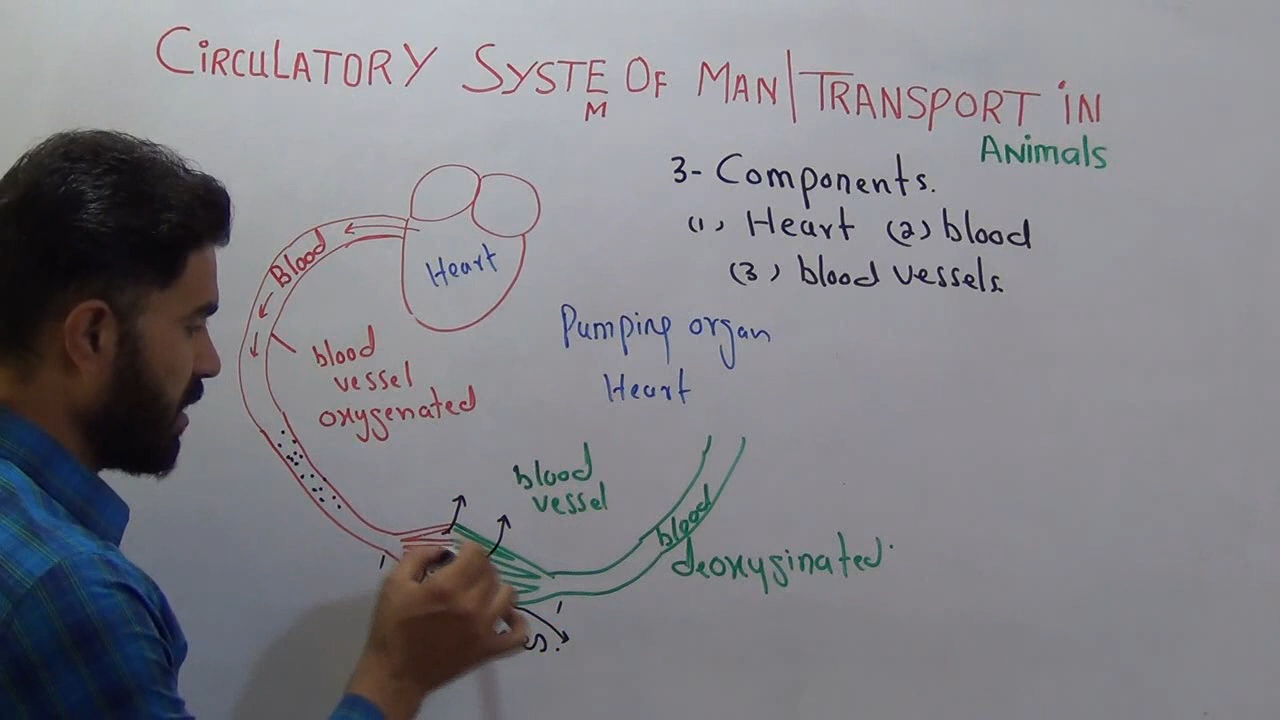 CIRCULATORY SYSTEM OF MAN | TRANSPORT IN
ANIMALS
3- Components.
(1) Heart (2) blood
(3) blood vessels.
Heart
Blood
Pumping organ
Heart
blood
vessel
oxygenated
blood
vessel
blood
deoxyginated.